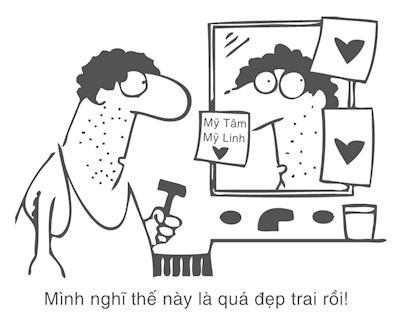 Mỹ Tâm
Mỹ Linh
Mình nghĩ thế này là quá đẹp trai rồi!